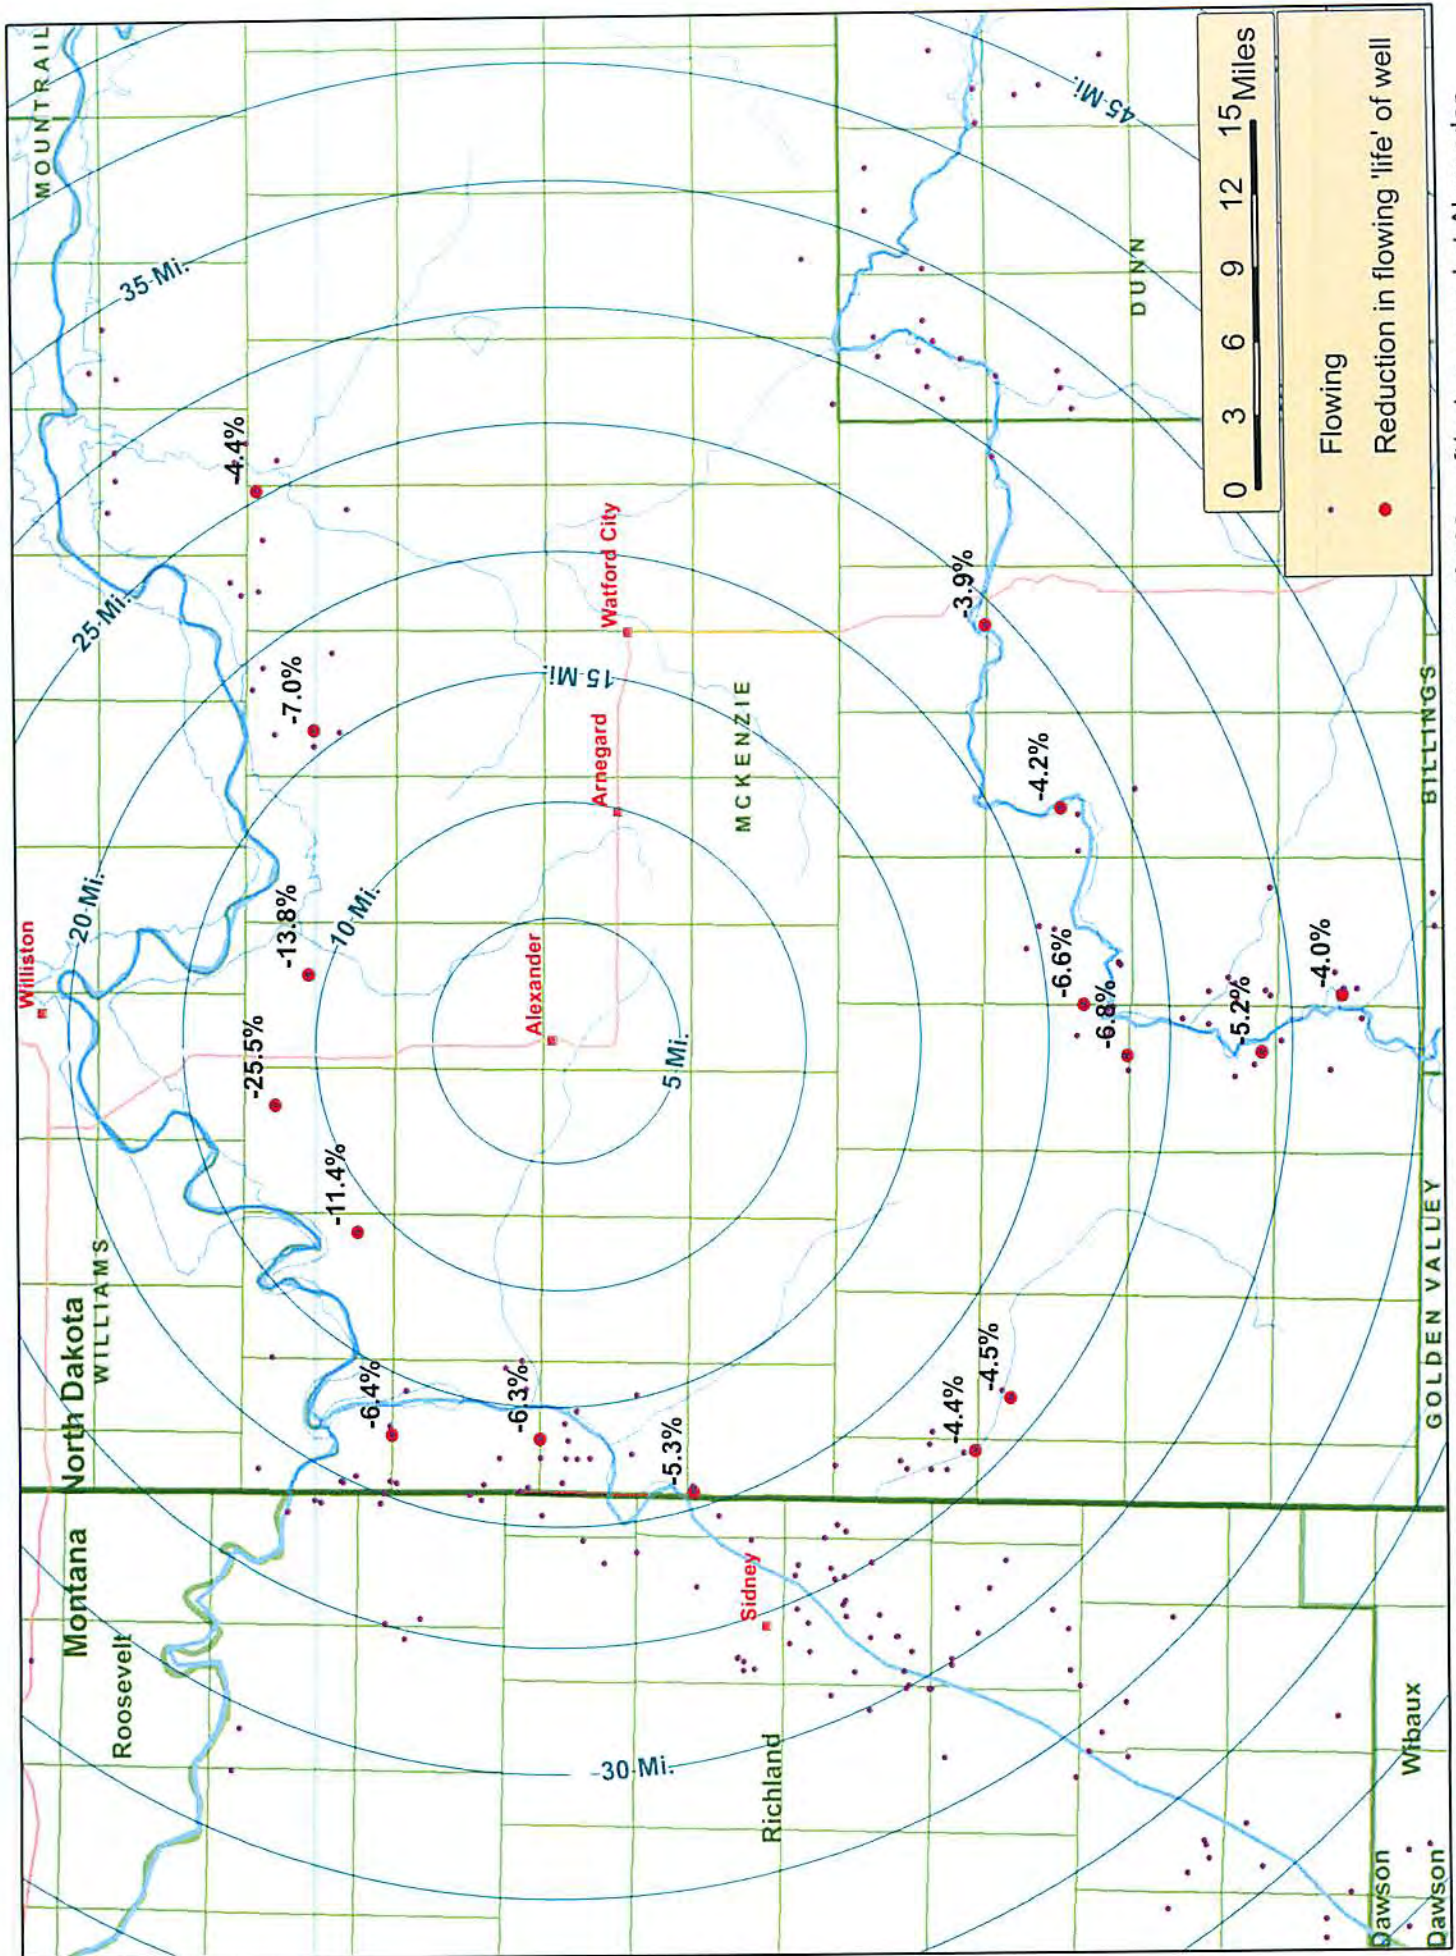 Williston
MOUNTRAIL
North Dakota
WILLIAMS
Montana
Roosevelt
20 Mi.
25 Mi.
35 Mi.
-4.4%
-7.0%
-13.8%
-25.5%
-11.4%
10 Mi.
-6.4%
-6.3%
-5.3%
Alexander
5 Mi.
Arnegard
15 Mi.
Watford City
MCKENZIE
Sidney
-30 Mi.
Richland
-4.4%
-4.5%
-3.9%
-4.2%
-6.6%
-6.8%
-5.2%
-4.0%
45 Mi.
DUNN
GOLDEN VALLEY
BILLINGS
Dawson
Dawson
Wibaux
0 3 6 9 12 15 Miles
Flowing
Reduction in flowing 'life' of well